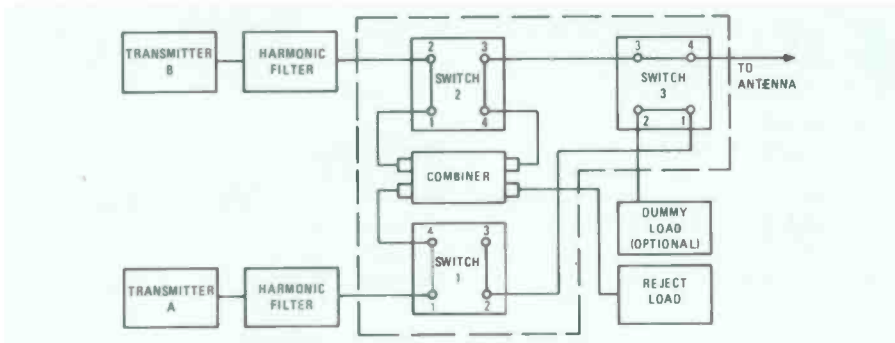 TRANSMITTER
B
HARMONIC
FILTER
2 3
SWITCH
2
1 4
3 4
SWITCH
3
2 1
TO
ANTENNA
COMBINER
4 3
SWITCH
1
1 2
DUMMY
LOAD
(OPTIONAL)
REJECT
LOAD
TRANSMITTER
A
HARMONIC
FILTER